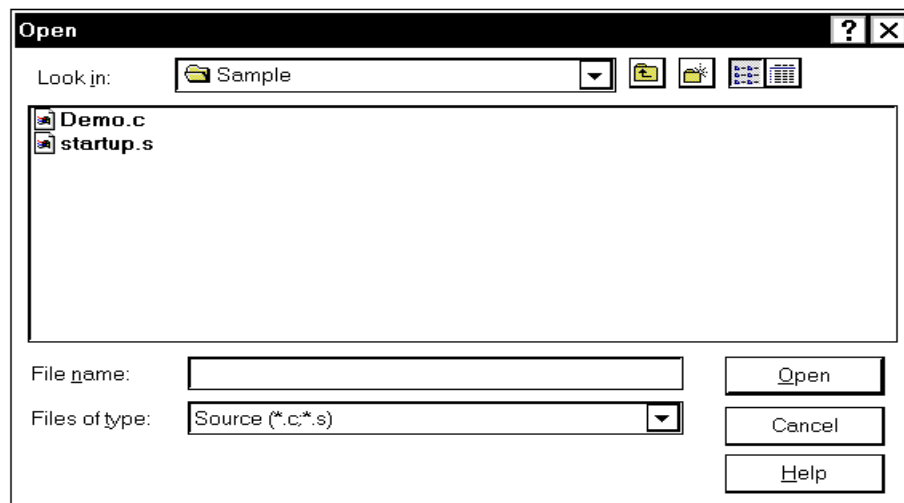 Open
Look in: Sample
Demo.c
startup.s
File name:
Open
Files of type: Source (*.c;*.s)
Cancel
Help